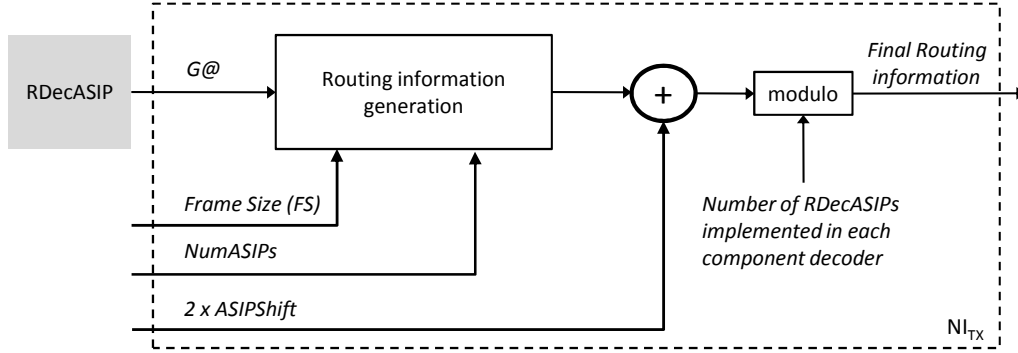 RDecASIP
G@
Routing information
generation
+
modulo
Final Routing
information
Frame Size (FS)
NumASIPs
2 x ASIPShift
Number of RDecASIPs
implemented in each
component decoder
NITX